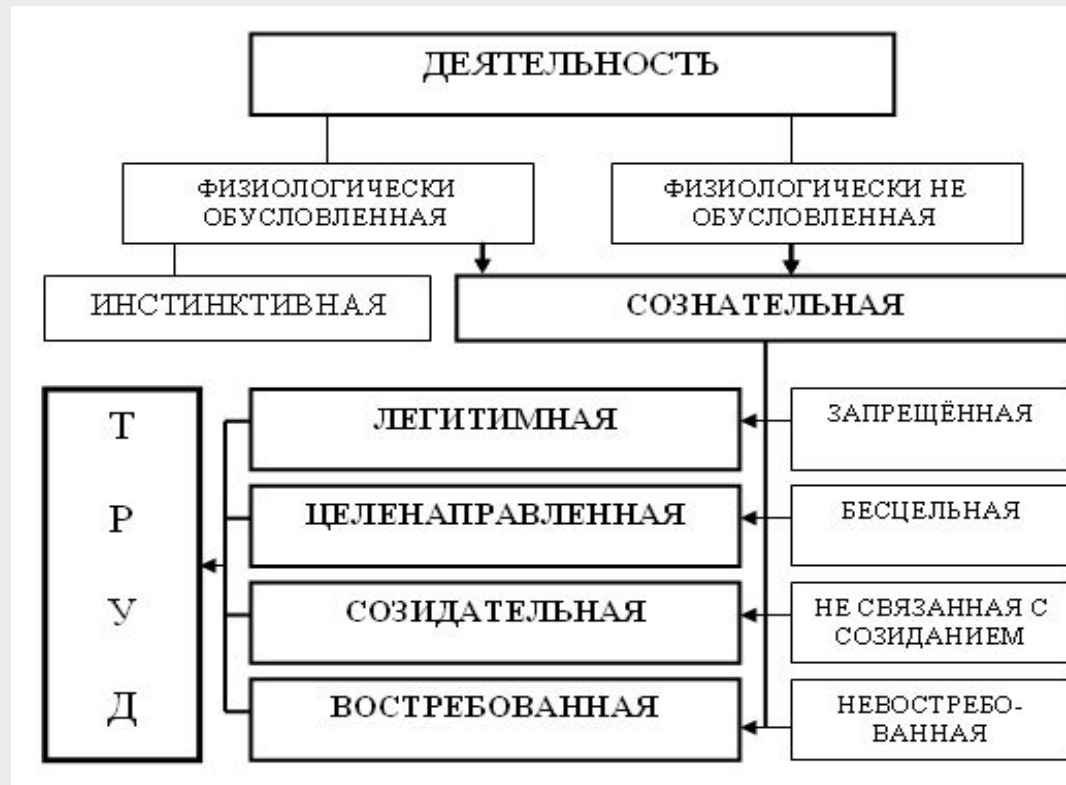 ДЕЯТЕЛЬНОСТЬ
ФИЗИОЛОГИЧЕСКИ
ОБУСЛОВЛЕННАЯ
ФИЗИОЛОГИЧЕСКИ НЕ
ОБУСЛОВЛЕННАЯ
ИНСТИНКТИВНАЯ
СОЗНАТЕЛЬНАЯ
Т
Р
У
Д
ЛЕГИТИМНАЯ
ЗАПРЕЩЁННАЯ
ЦЕЛЕНАПРАВЛЕННАЯ
БЕСЦЕЛЬНАЯ
СОЗИДАТЕЛЬНАЯ
НЕ СВЯЗАННАЯ С
СОЗИДАНИЕМ
ВОСТРЕБОВАННАЯ
НЕВОСТРЕБО-
ВАННАЯ